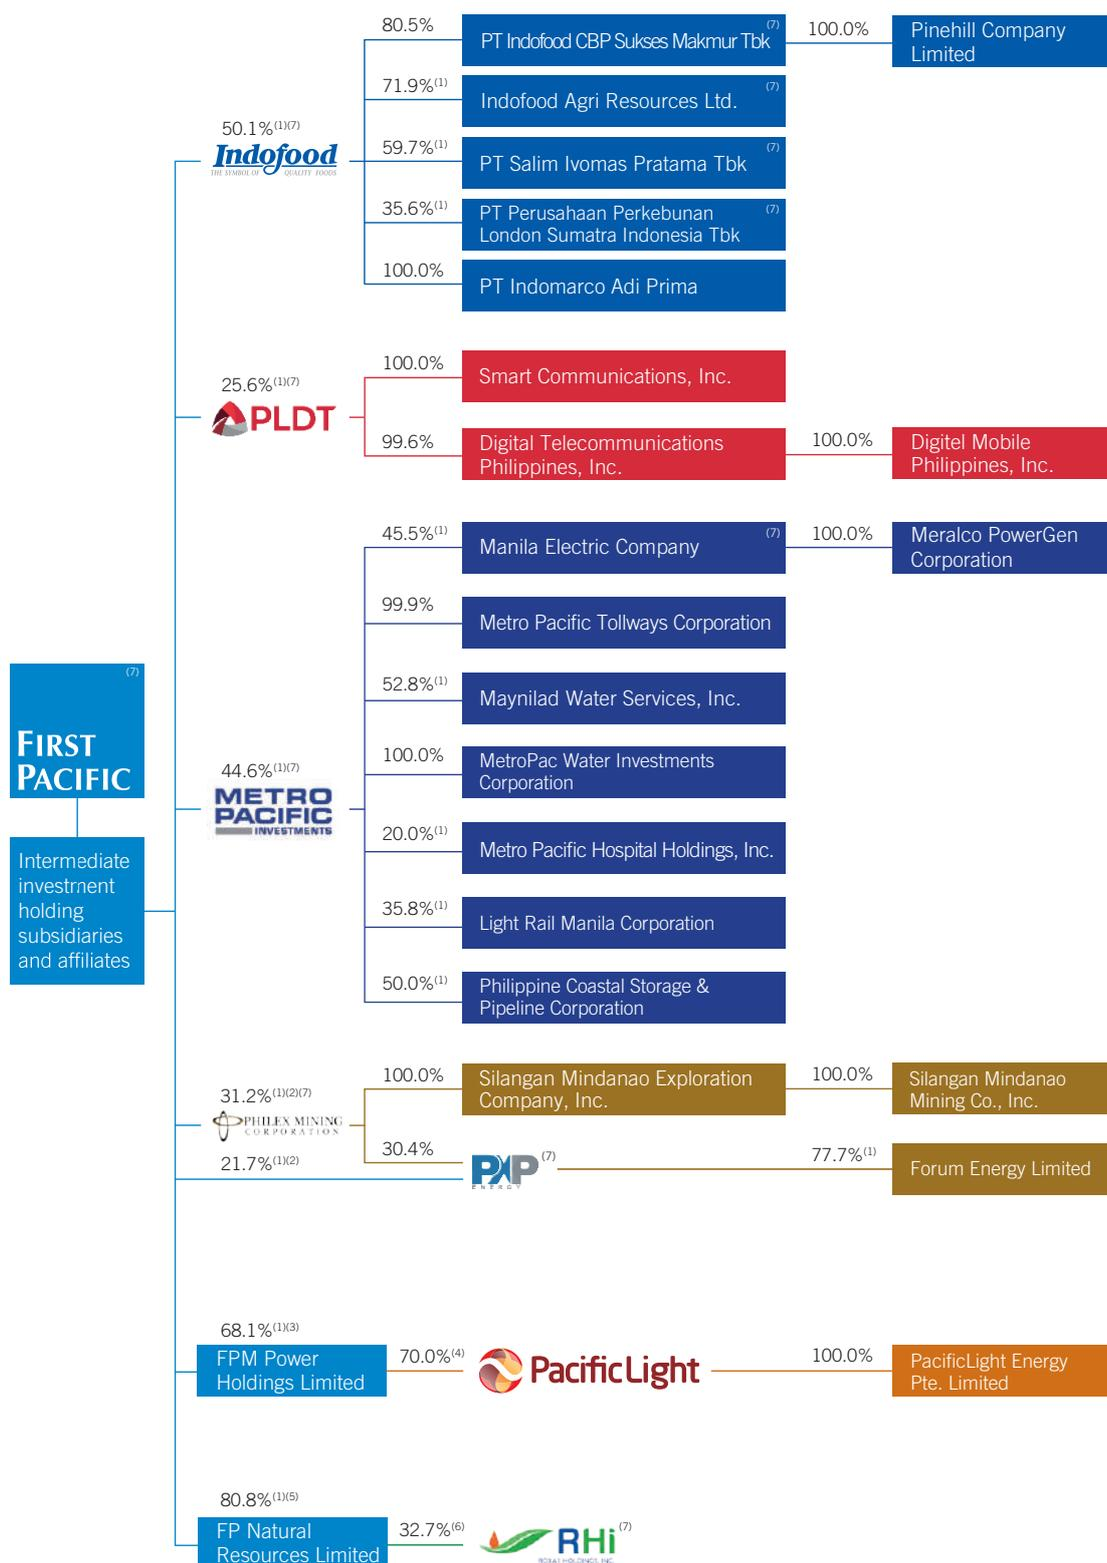 (7)
FIRST
PACIFIC
Intermediate
investment
holding
subsidiaries
and affiliates
50.1%(1)(7)
Indofood
THE SYMBOL OF QUALITY FOODS
80.5%
PT Indofood CBP Sukses Makmur Tbk (7)
100.0%
Pinehill Company
Limited
71.9%(1)
Indofood Agri Resources Ltd. (7)
59.7%(1)
PT Salim Ivomas Pratama Tbk (7)
35.6%(1)
PT Perusahaan Perkebunan (7)
London Sumatra Indonesia Tbk
100.0%
PT Indomarco Adi Prima
25.6%(1)(7)
PLDT
100.0%
Smart Communications, Inc.
99.6%
Digital Telecommunications
Philippines, Inc.
100.0%
Digitel Mobile
Philippines, Inc.
44.6%(1)(7)
METRO
PACIFIC
INVESTMENTS
45.5%(1)
Manila Electric Company (7)
100.0%
Meralco PowerGen
Corporation
99.9%
Metro Pacific Tollways Corporation
52.8%(1)
Maynilad Water Services, Inc.
100.0%
MetroPac Water Investments
Corporation
20.0%(1)
Metro Pacific Hospital Holdings, Inc.
35.8%(1)
Light Rail Manila Corporation
50.0%(1)
Philippine Coastal Storage &
Pipeline Corporation
31.2%(1)(2)(7)
PHILEX MINING
CORPORATION
100.0%
Silangan Mindanao Exploration
Company, Inc.
100.0%
Silangan Mindanao
Mining Co., Inc.
21.7%(1)(2)
30.4%
PXP (7)
ENERGY
77.7%(1)
Forum Energy Limited
68.1%(1)(3)
FPM Power
Holdings Limited
70.0%(4)
PacificLight
100.0%
PacificLight Energy
Pte. Limited
80.8%(1)(5)
FP Natural
Resources Limited
32.7%(6)
RHi (7)
ROXAS HOLDINGS, INC.